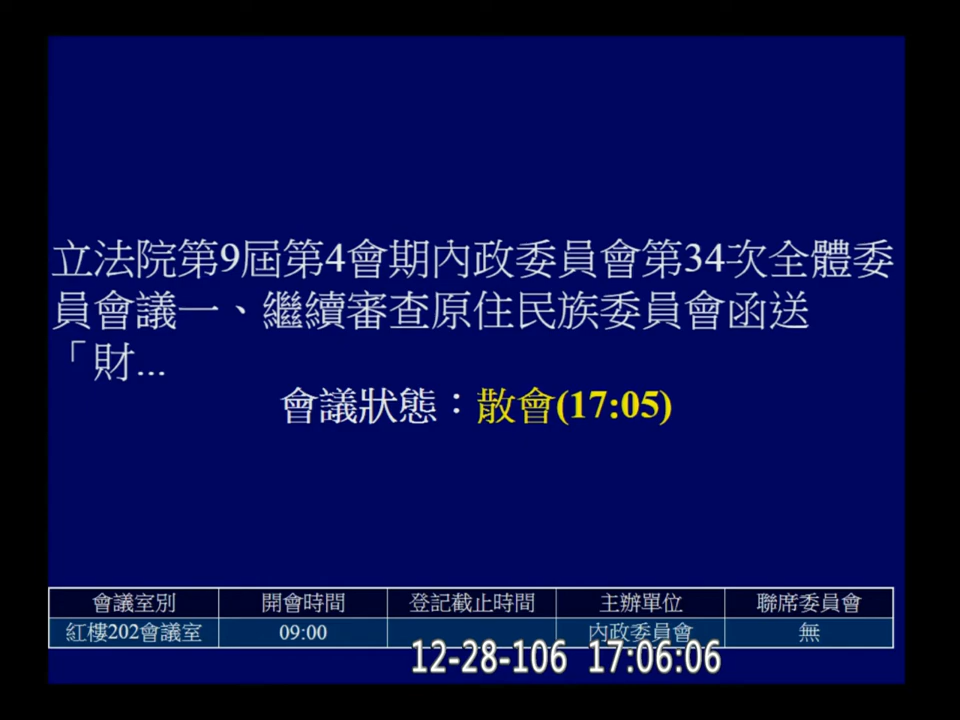 立法院第9屆第4會期內政委員會第34次全體委
員會議一、繼續審查原住民族委員會函送
「財...
會議狀態：散會(17:05)
會議室別 開會時間 登記截止時間 主辦單位 聯席委員會
紅樓202會議室 09:00 內政委員會 無
12-28-106 17:06:06